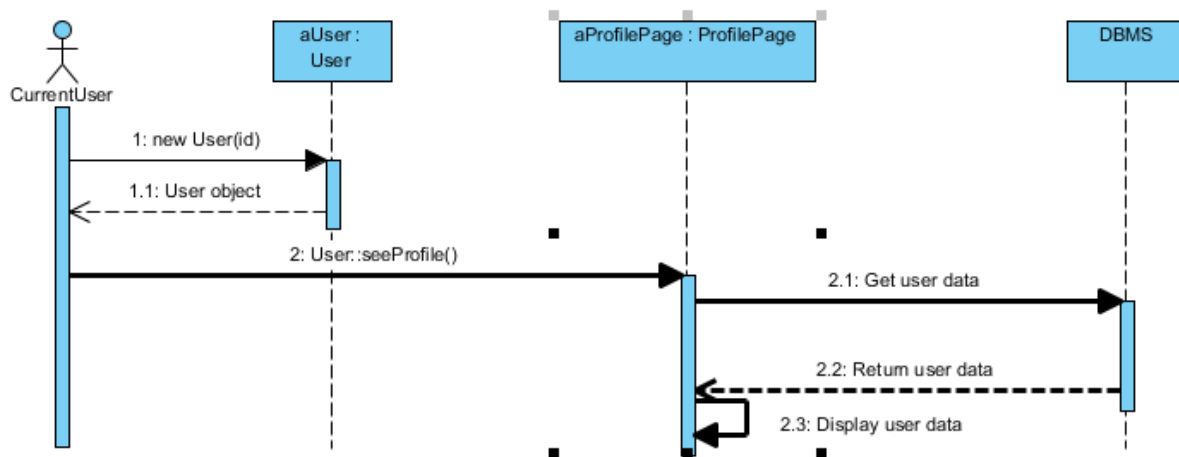 aUser :
User
aProfilePage : ProfilePage
DBMS
CurrentUser
1: new User(id)
1.1: User object
2: User::seeProfile()
2.1: Get user data
2.2: Return user data
2.3: Display user data